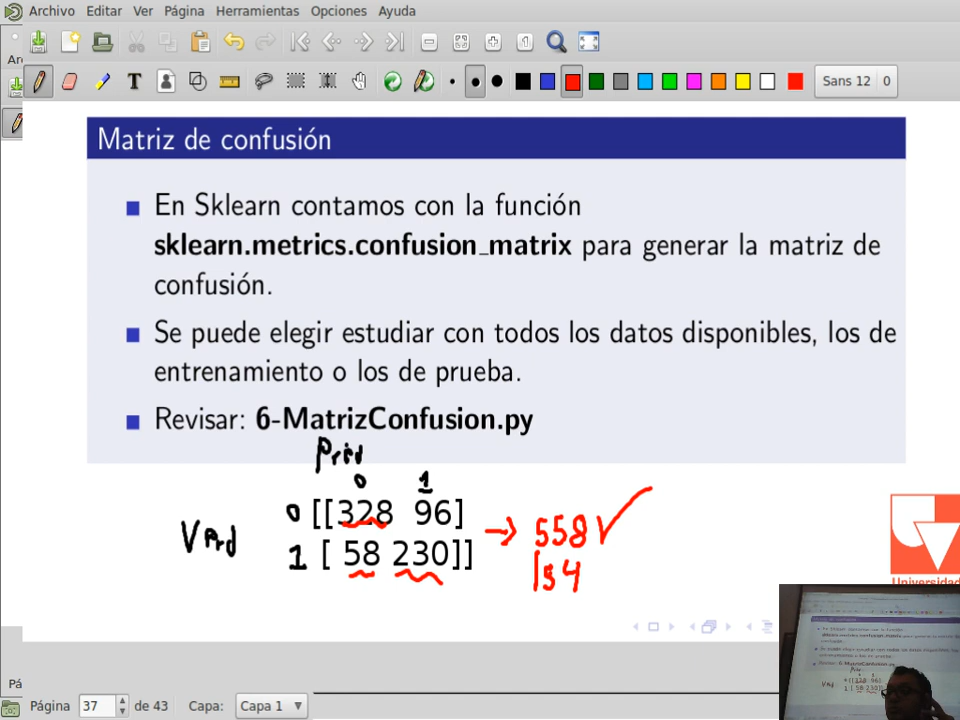 Archivo Editar Ver Página Herramientas Opciones Ayuda
Sans 12 0
Matriz de confusión
En Sklearn contamos con la función
sklearn.metrics.confusion_matrix para generar la matriz de
confusión.
Se puede elegir estudiar con todos los datos disponibles, los de
entrenamiento o los de prueba.
Revisar: 6-MatrizConfusion.py
0 1
0 [[328 96]
1 [ 58 230]]
→ 558 ✓
154
Universidad
Página 37 de 43 Capa: Capa 1